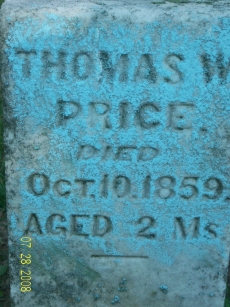 THOMAS W
PRICE.
DIED
OCT. 10. 1859.
AGED 2 Ms
07 28 2008